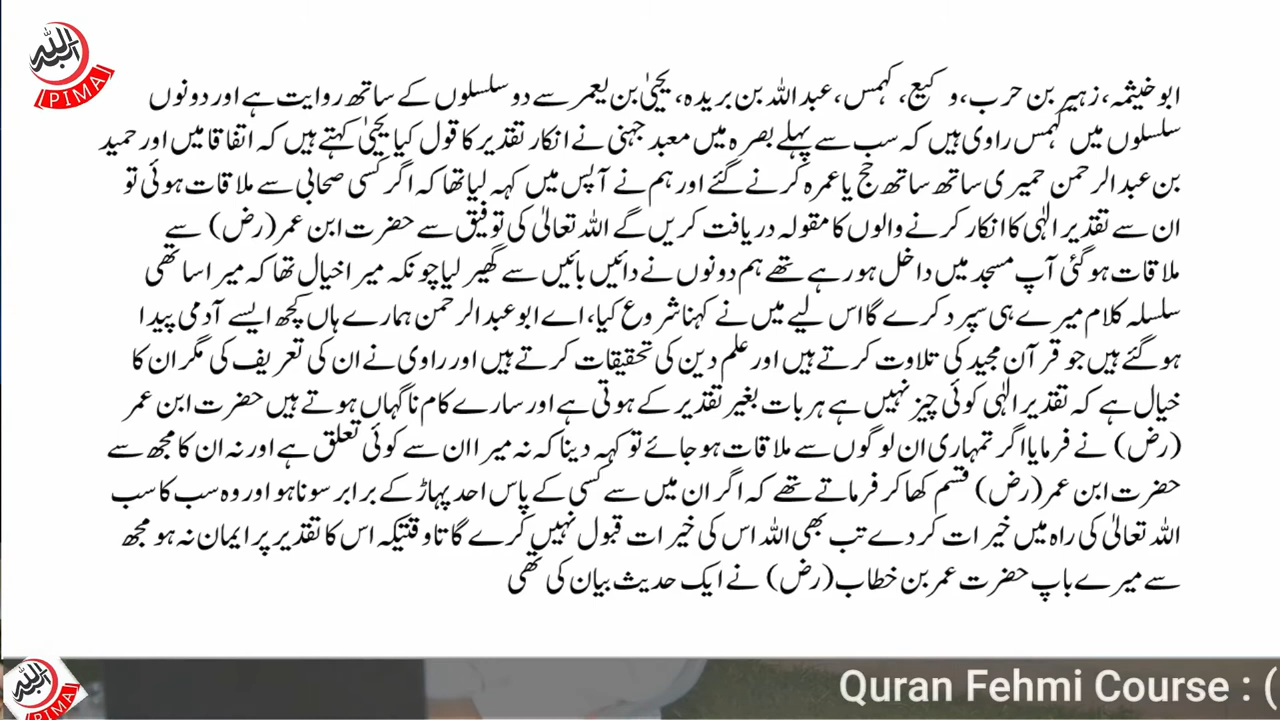 ابوخیثمہ، زہیر بن حرب، وکیع، کہمس، عبداللہ بن بریدہ، یحییٰ بن یعمر سے دو سلسلوں کے ساتھ روایت ہے اور دونوں
سلسلوں میں کہمس راوی ہیں کہ سب سے پہلے بصرہ میں معبد جہنی نے انکار تقدیر کا قول کیا یحییٰ کہتے ہیں کہ اتفاقا میں اور حمید
بن عبدالرحمن حمیری ساتھ ساتھ حج یا عمرہ کرنے گئے اور ہم نے آپس میں کہہ لیا تھا کہ اگر کسی صحابی سے ملاقات ہوئی تو
ان سے تقدیر الٰہی کا انکار کرنے والوں کا مقولہ دریافت کریں گے اللہ تعالیٰ کی توفیق سے حضرت ابن عمر (رض) سے
ملاقات ہوگئی آپ مسجد میں داخل ہو رہے تھے ہم دونوں نے دائیں بائیں سے گھیر لیا چونکہ میرا خیال تھا کہ میرا ساتھی
سلسلہ کلام میرے ہی سپرد کرے گا اس لیے میں نے کہنا شروع کیا، اے ابوعبدالرحمن ہمارے ہاں کچھ ایسے آدمی پیدا
ہوگئے ہیں جو قرآن مجید کی تلاوت کرتے ہیں اور علم دین کی تحقیقات کرتے ہیں اور راوی نے ان کی تعریف کی مگر ان کا
خیال ہے کہ تقدیر الٰہی کوئی چیز نہیں ہے ہر بات بغیر تقدیر کے ہوتی ہے اور سارے کام ناگہاں ہوتے ہیں حضرت ابن عمر
(رض) نے فرمایا اگر تمہاری ان لوگوں سے ملاقات ہوجائے تو کہہ دینا کہ نہ میرا ان سے کوئی تعلق ہے اور نہ ان کا مجھ سے
حضرت ابن عمر (رض) قسم کھا کر فرماتے تھے کہ اگر ان میں سے کسی کے پاس احد پہاڑ کے برابر سونا ہو اور وہ سب کا سب
اللہ تعالیٰ کی راہ میں خیرات کر دے تب بھی اللہ اس کی خیرات قبول نہیں کرے گا تاوقتیکہ اس کا تقدیر پر ایمان نہ ہو مجھ
سے میرے باپ حضرت عمر بن خطاب (رض) نے ایک حدیث بیان کی تھی
PIMA
PIMA
Quran Fehmi Course : (